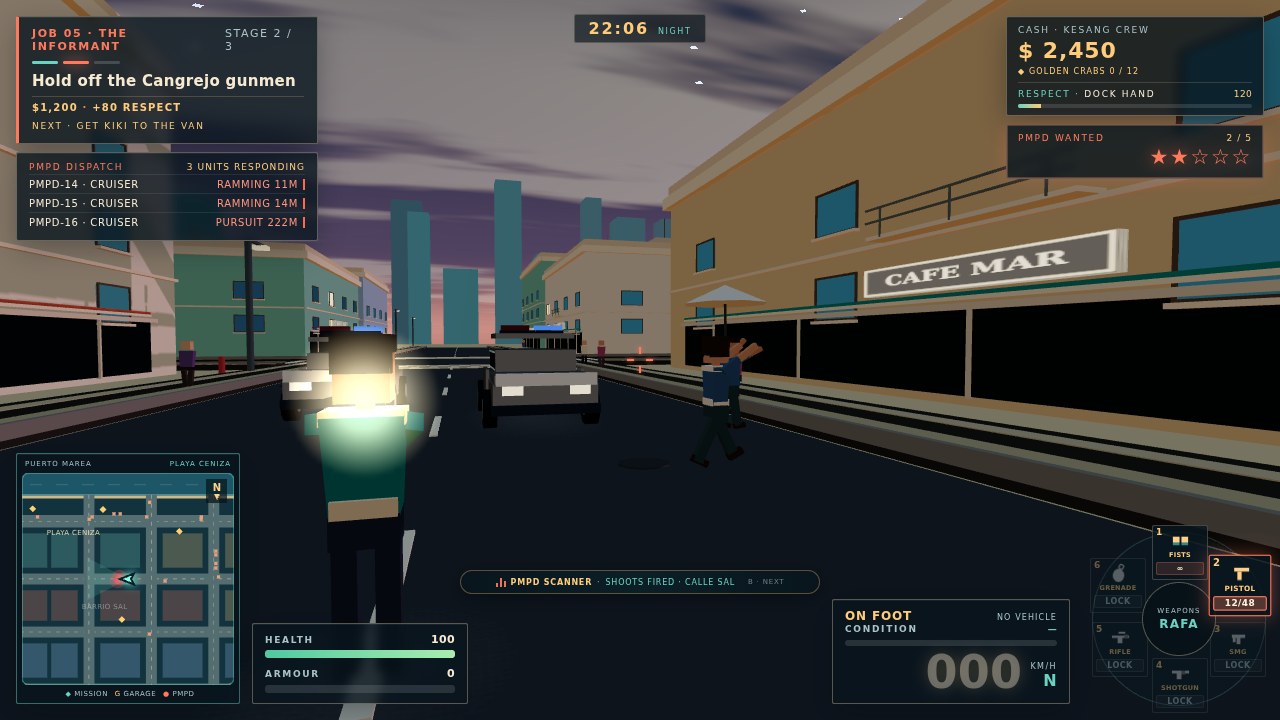 JOB 05 · THE INFORMANT
STAGE 2 / 3
Hold off the Cangrejo gunmen
$1,200 · +80 RESPECT
NEXT · GET KIKI TO THE VAN
PMPD DISPATCH
3 UNITS RESPONDING
PMPD-14 · CRUISER
RAMMING 11M
PMPD-15 · CRUISER
RAMMING 14M
PMPD-16 · CRUISER
PURSUIT 222M
22:06 NIGHT
CASH · KESANG CREW
$ 2,450
◆ GOLDEN CRABS 0 / 12
RESPECT · DOCK HAND
120
PMPD WANTED
2 / 5
★★☆☆☆
CAFE MAR
PUERTO MAREA
PLAYA CENIZA
N
PLAYA CENIZA
BARRIO SAL
◆ MISSION G GARAGE ● PMPD
HEALTH
100
ARMOUR
0
PMPD SCANNER · SHOOTS FIRED · CALLE SAL B · NEXT
ON FOOT
NO VEHICLE
CONDITION
—
000
KM/H
N
1
FISTS
∞
2
PISTOL
12/48
3
SMG
LOCK
4
SHOTGUN
LOCK
5
RIFLE
LOCK
6
GRENADE
LOCK
WEAPONS
RAFA